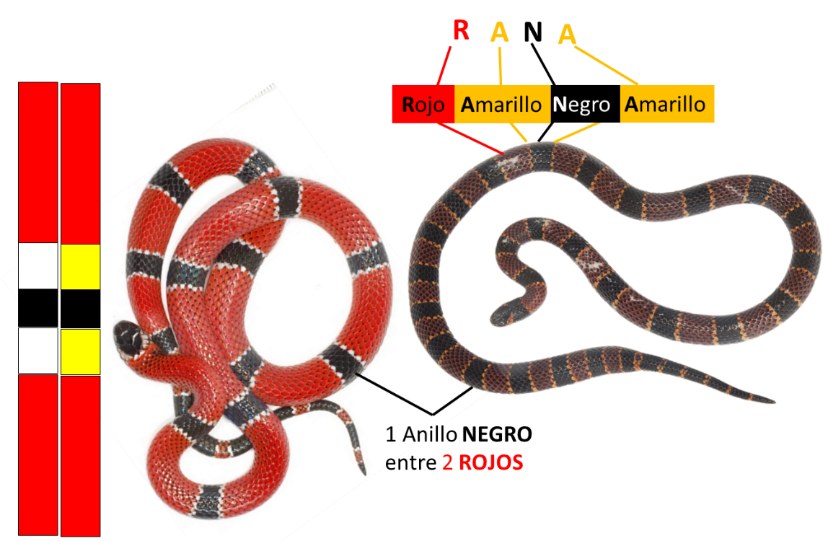 R A N A
Rojo Amarillo Negro Amarillo
1 Anillo NEGRO
entre 2 ROJOS